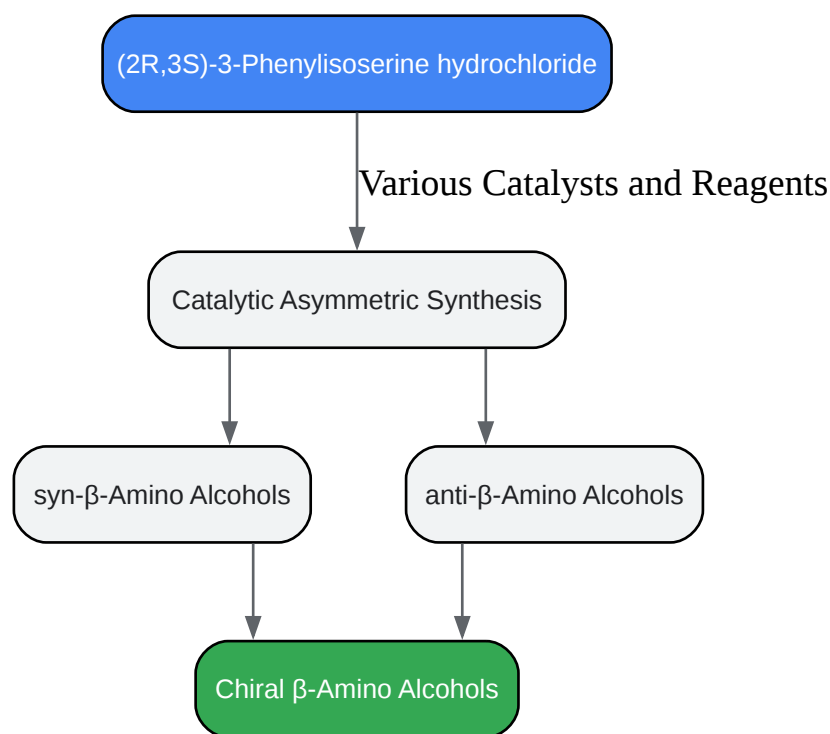 (2R,3S)-3-Phenylisoserine hydrochloride
Various Catalysts and Reagents
Catalytic Asymmetric Synthesis
syn-β-Amino Alcohols
anti-β-Amino Alcohols
Chiral β-Amino Alcohols